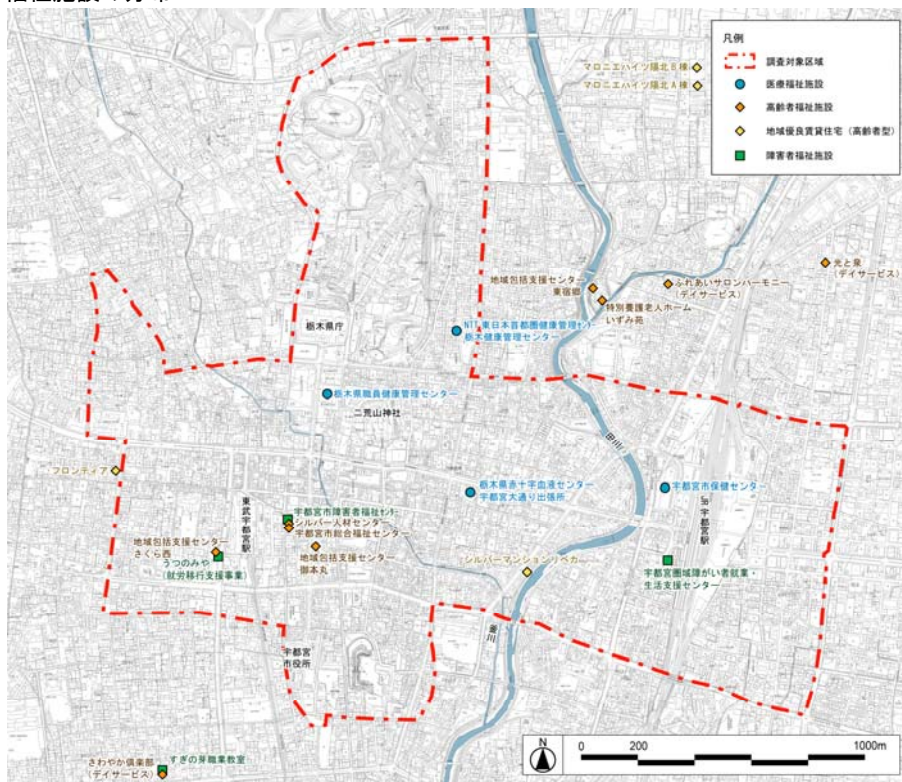 福祉施設の分布
凡例
調査対象区域
医療福祉施設
高齢者福祉施設
地域優良賃貸住宅（高齢者型）
障害者福祉施設
マロニエハイツ陽北B棟
マロニエハイツ陽北A棟
光と泉
（デイサービス）
地域包括支援センター
東宿郷
ふれあいサロンハーモニー
（デイサービス）
特別養護老人ホーム
いずみ苑
栃木県庁
NTT東日本首都圏健康管理センター
栃木健康管理センター
栃木県職員健康管理センター
二荒山神社
田川
フロンティア
栃木県赤十字血液センター
宇都宮大通り出張所
宇都宮市保健センター
JR宇都宮駅
東武宇都宮駅
宇都宮市障害者福祉センター
シルバー人材センター
宇都宮市総合福祉センター
地域包括支援センター
さくら西
うつのみや
（就労移行支援事業）
地域包括支援センター
御本丸
シルバーマンションリベカ
宇都宮圏域障がい者就業・
生活支援センター
釜川
宇都宮
市役所
さわやか倶楽部
（デイサービス）
すぎの芽職業教室
N
0 200 1000m